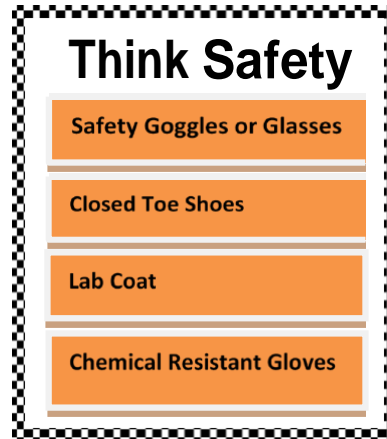 Think Safety
Safety Goggles or Glasses
Closed Toe Shoes
Lab Coat
Chemical Resistant Gloves